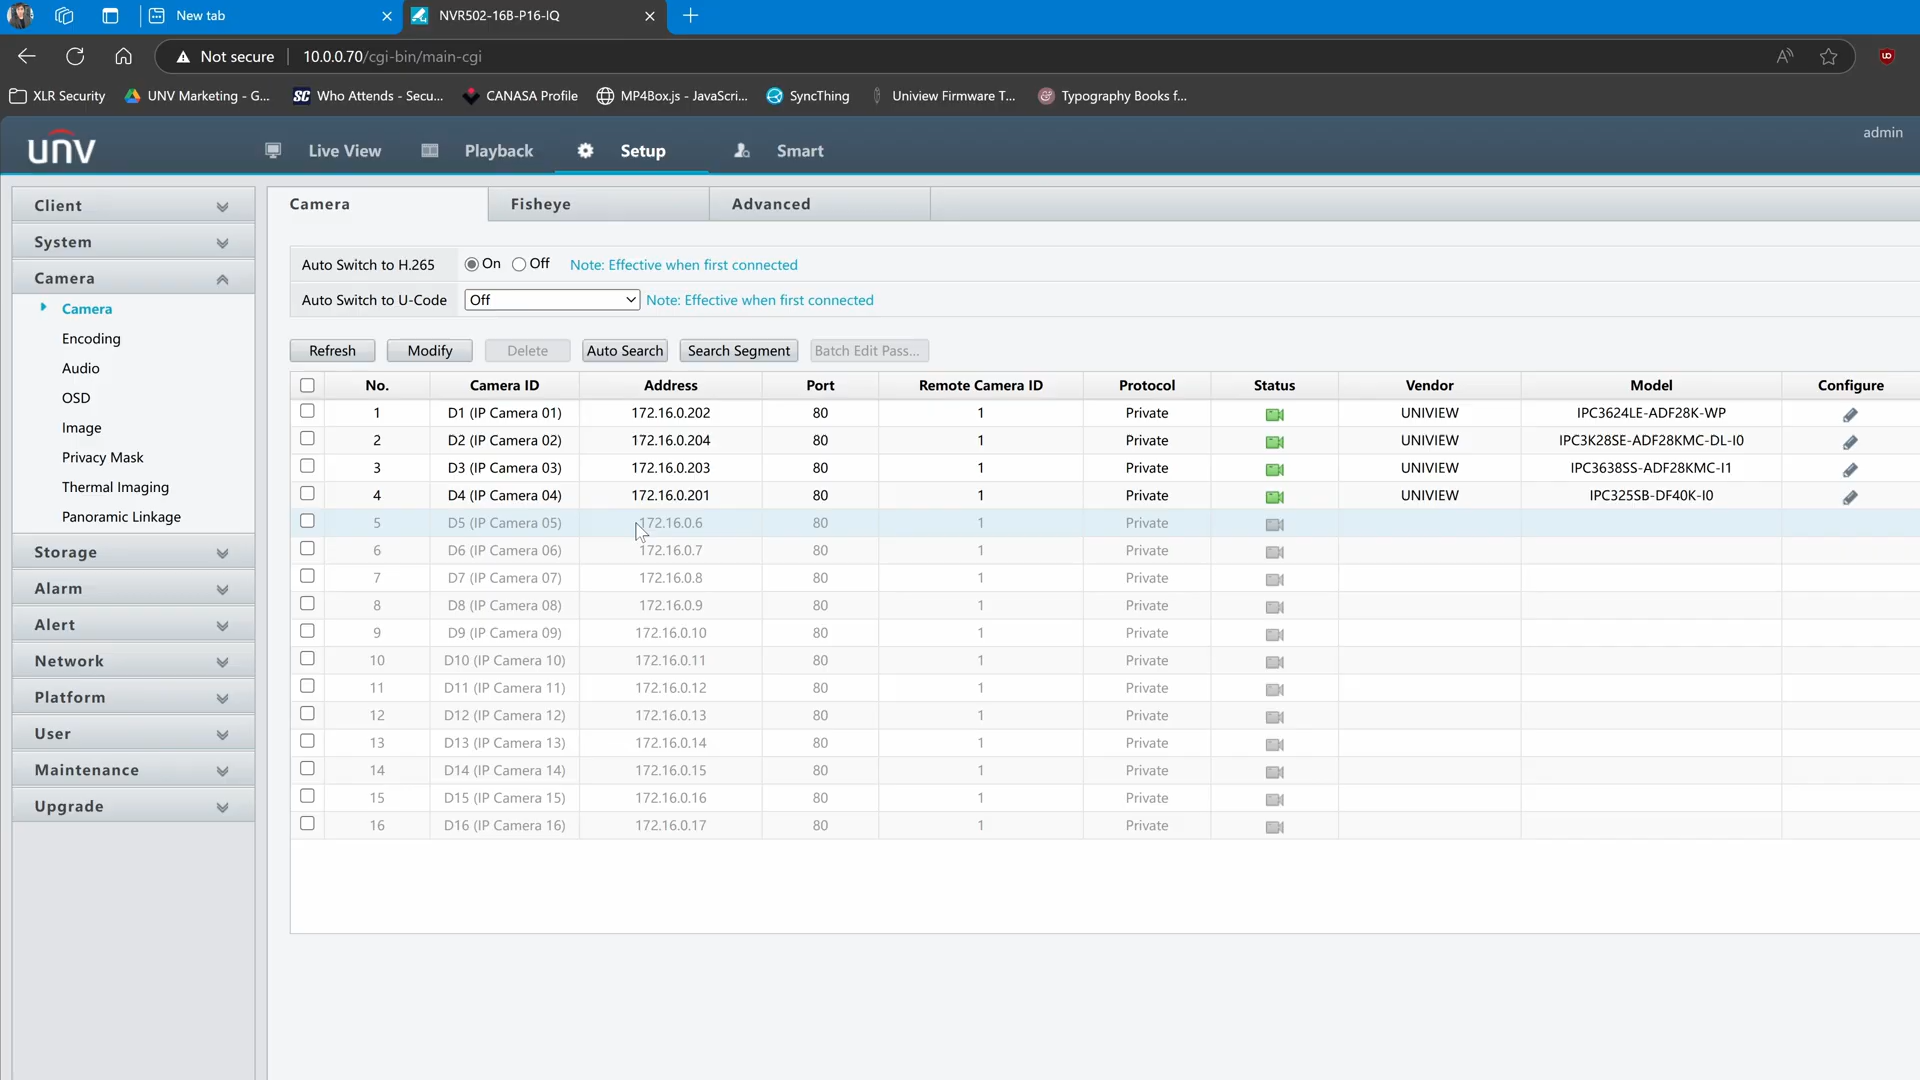 New tab
NVR502-16B-P16-IQ
Not secure
10.0.0.70/cgi-bin/main-cgi
XLR Security
UNV Marketing - G...
Who Attends - Secu...
CANASA Profile
MP4Box.js - JavaScri...
SyncThing
Uniview Firmware T...
Typography Books f...
unv
Live View
Playback
Setup
Smart
admin
Client
System
Camera
Camera
Encoding
Audio
OSD
Image
Privacy Mask
Thermal Imaging
Panoramic Linkage
Storage
Alarm
Alert
Network
Platform
User
Maintenance
Upgrade
Camera
Fisheye
Advanced
Auto Switch to H.265 On Off Note: Effective when first connected
Auto Switch to U-Code Off Note: Effective when first connected
Refresh Modify Delete Auto Search Search Segment Batch Edit Pass...
No. Camera ID Address Port Remote Camera ID Protocol Status Vendor Model Configure
1 D1 (IP Camera 01) 172.16.0.202 80 1 Private UNIVIEW IPC3624LE-ADF28K-WP
2 D2 (IP Camera 02) 172.16.0.204 80 1 Private UNIVIEW IPC3K28SE-ADF28KMC-DL-I0
3 D3 (IP Camera 03) 172.16.0.203 80 1 Private UNIVIEW IPC3638SS-ADF28KMC-I1
4 D4 (IP Camera 04) 172.16.0.201 80 1 Private UNIVIEW IPC325SB-DF40K-I0
5 D5 (IP Camera 05) 172.16.0.6 80 1 Private
6 D6 (IP Camera 06) 172.16.0.7 80 1 Private
7 D7 (IP Camera 07) 172.16.0.8 80 1 Private
8 D8 (IP Camera 08) 172.16.0.9 80 1 Private
9 D9 (IP Camera 09) 172.16.0.10 80 1 Private
10 D10 (IP Camera 10) 172.16.0.11 80 1 Private
11 D11 (IP Camera 11) 172.16.0.12 80 1 Private
12 D12 (IP Camera 12) 172.16.0.13 80 1 Private
13 D13 (IP Camera 13) 172.16.0.14 80 1 Private
14 D14 (IP Camera 14) 172.16.0.15 80 1 Private
15 D15 (IP Camera 15) 172.16.0.16 80 1 Private
16 D16 (IP Camera 16) 172.16.0.17 80 1 Private